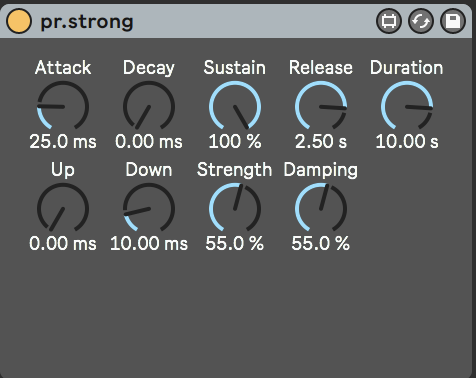 pr.strong
Attack Decay Sustain Release Duration
25.0 ms 0.00 ms 100 % 2.50 s 10.00 s
Up Down Strength Damping
0.00 ms 10.00 ms 55.0 % 55.0 %